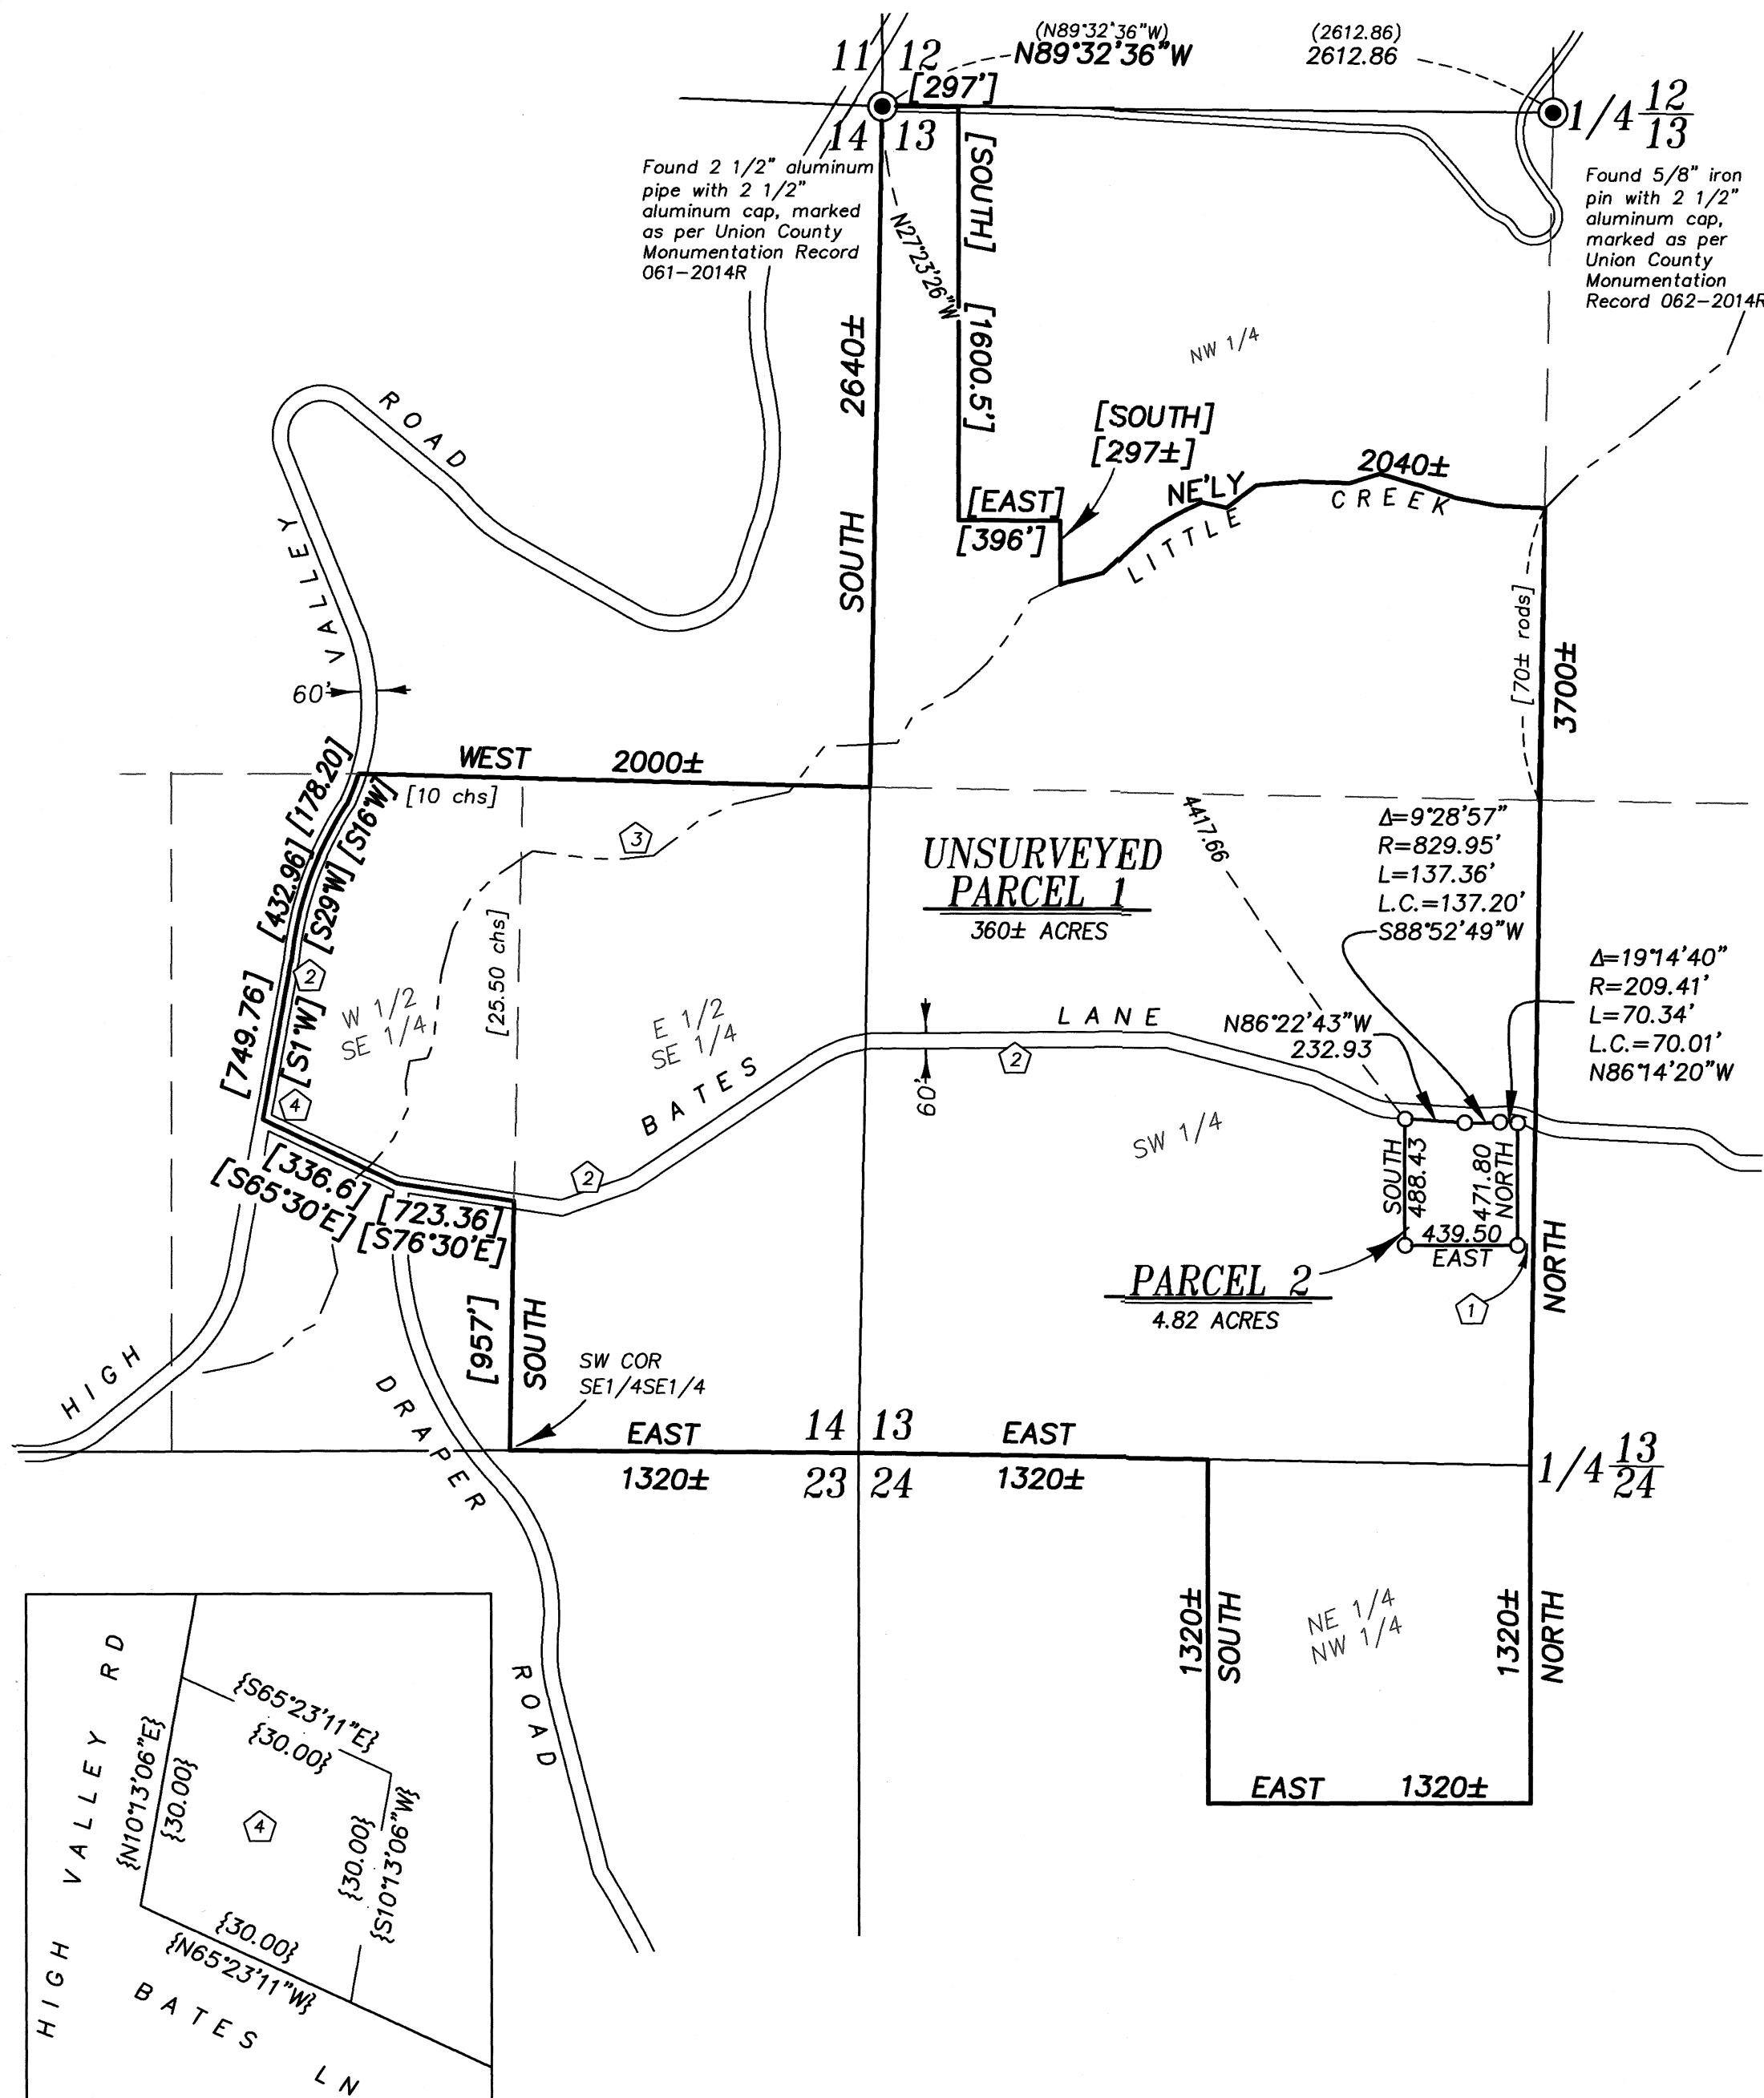 (N89°32'36"W)
N89°32'36"W
(2612.86)
2612.86
11 12
14 13
[297']
1/4 12
13
Found 2 1/2" aluminum
pipe with 2 1/2"
aluminum cap, marked
as per Union County
Monumentation Record
061-2014R
Found 5/8" iron
pin with 2 1/2"
aluminum cap,
marked as per
Union County
Monumentation
Record 062-2014R
[SOUTH]
[1600.5']
N27°23'26"W
2640±
SOUTH
NW 1/4
[SOUTH]
[297±]
[EAST]
[396']
NE'LY
2040±
LITTLE CREEK
[70± rods]
3700±
HIGH VALLEY ROAD
60'
WEST 2000±
[10 chs]
[178.20]
[S16°W]
[432.96]
[S29°W]
2
[749.76]
[S1°W]
4
3
[25.50 chs]
W 1/2
SE 1/4
E 1/2
SE 1/4
UNSURVEYED
PARCEL 1
360± ACRES
4417.66
Δ=9°28'57"
R=829.95'
L=137.36'
L.C.=137.20'
S88°52'49"W
Δ=19°14'40"
R=209.41'
L=70.34'
L.C.=70.01'
N86°14'20"W
N86°22'43"W
232.93
BATES LANE
2
60'
2
SW 1/4
SOUTH
488.43
471.80
NORTH
439.50
EAST
PARCEL 2
4.82 ACRES
1
NORTH
[336.6]
[S65°30'E]
[723.36]
[S76°30'E]
[957']
SOUTH
SW COR
SE1/4SE1/4
DRAPER ROAD
EAST
1320±
14 13
23 24
EAST
1320±
1/4 13
24
1320±
SOUTH
NE 1/4
NW 1/4
1320±
NORTH
EAST 1320±
HIGH VALLEY RD
{S65°23'11"E}
{30.00}
{N10°13'06"E}
{30.00}
4
{30.00}
{S10°13'06"W}
{30.00}
{N65°23'11"W}
BATES LN